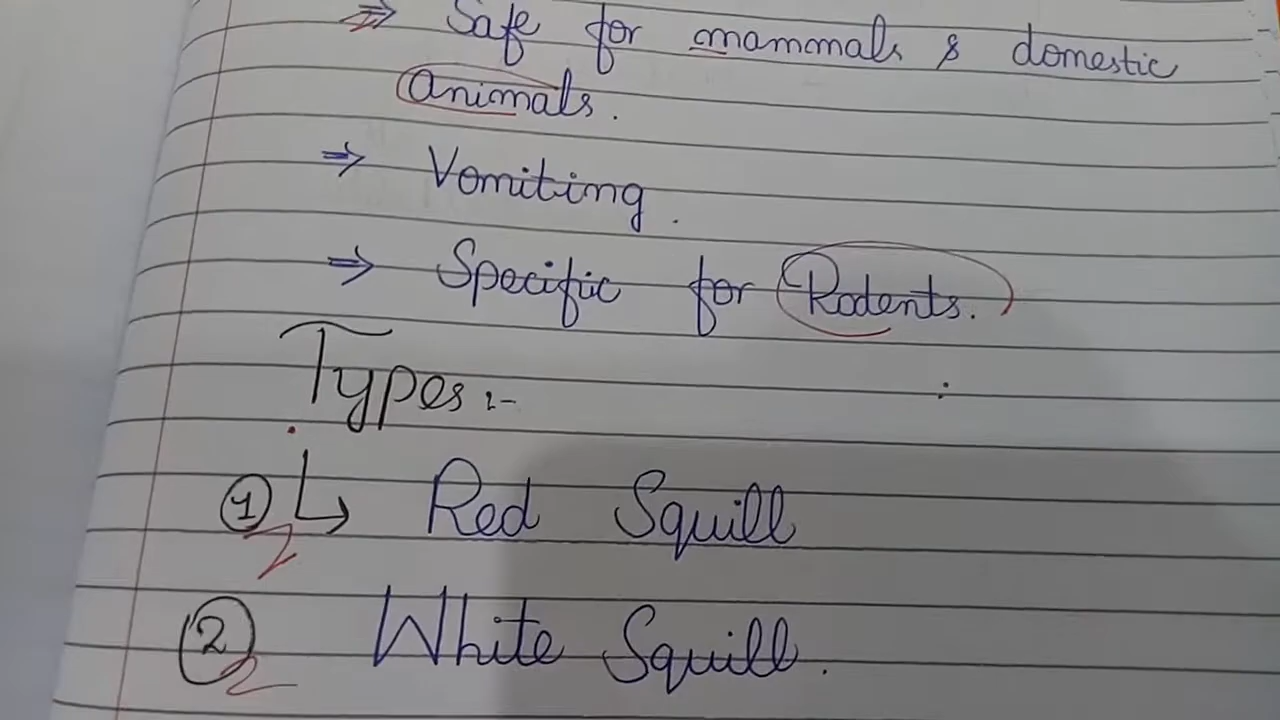 ⇒ Safe for mammals & domestic
animals.
⇒ Vomiting.
⇒ Specific for Rodents.
Types :-
① ↳ Red Squill
② White Squill.